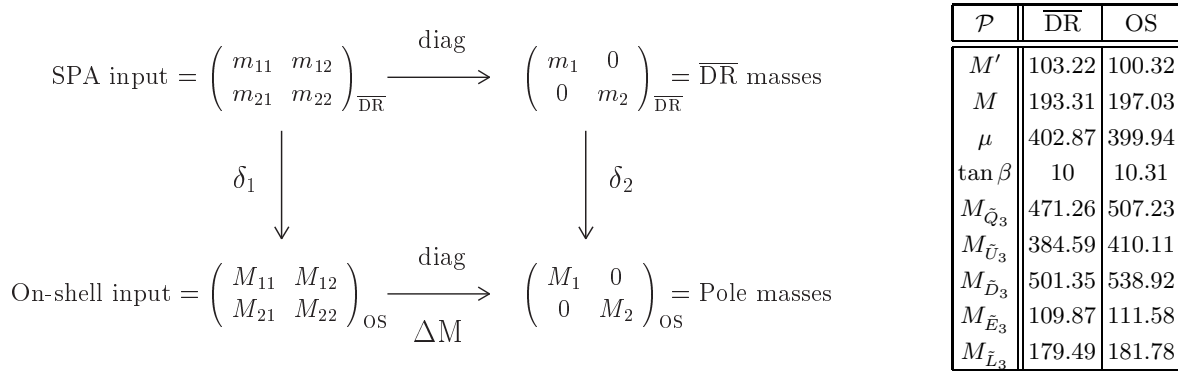 diag
SPA input = ( m₁₁ m₁₂
m₂₁ m₂₂ ) D̅R̅
( m₁ 0
0 m₂ ) D̅R̅ = D̅R̅ masses
δ₁
δ₂
diag
On-shell input = ( M₁₁ M₁₂
M₂₁ M₂₂ ) OS
ΔM
( M₁ 0
0 M₂ ) OS = Pole masses
𝒫 D̅R̅ OS
M′ 103.22 100.32
M 193.31 197.03
μ 402.87 399.94
tan β 10 10.31
M_Q̃₃ 471.26 507.23
M_Ũ₃ 384.59 410.11
M_D̃₃ 501.35 538.92
M_Ẽ₃ 109.87 111.58
M_L̃₃ 179.49 181.78